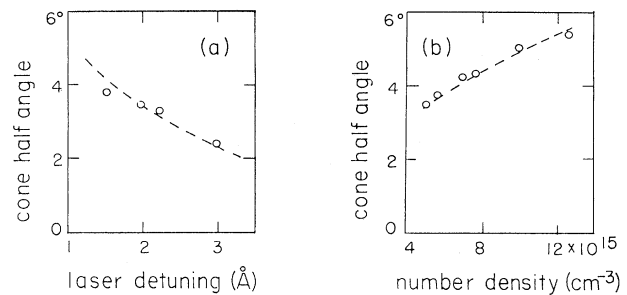 6°
(a)
4
2
0
cone half angle
1
2
3
laser detuning (Å)
6°
(b)
4
2
0
cone half angle
4
8
12 × 10¹⁵
number density (cm⁻³)